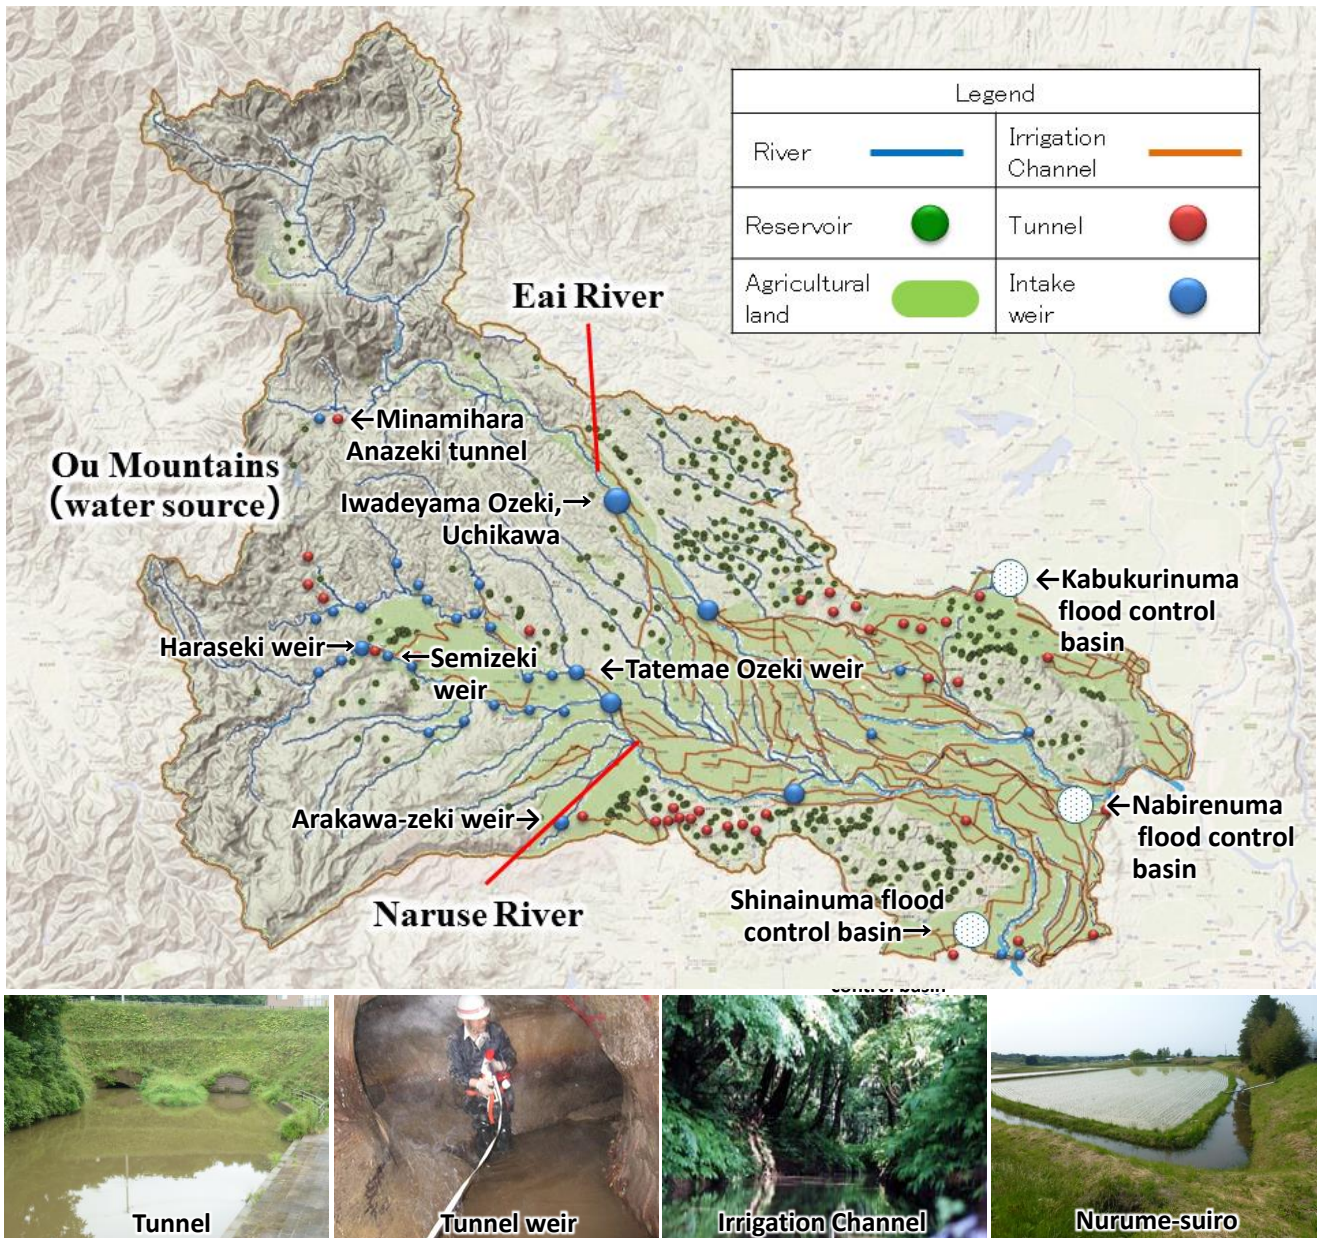 Legend
River
Irrigation
Channel
Reservoir
Tunnel
Agricultural
land
Intake
weir
Eai River
←Minamihara
Anazeki tunnel
Ou Mountains
(water source)
Iwadeyama Ozeki,→
Uchikawa
←Kabukurinuma
flood control
basin
Haraseki weir→
←Semizeki
weir
←Tatemae Ozeki weir
Arakawa-zeki weir→
←Nabirenuma
flood control
basin
Naruse River
Shinainuma flood
control basin→
control basin
Tunnel
Tunnel weir
Irrigation Channel
Nurume-suiro